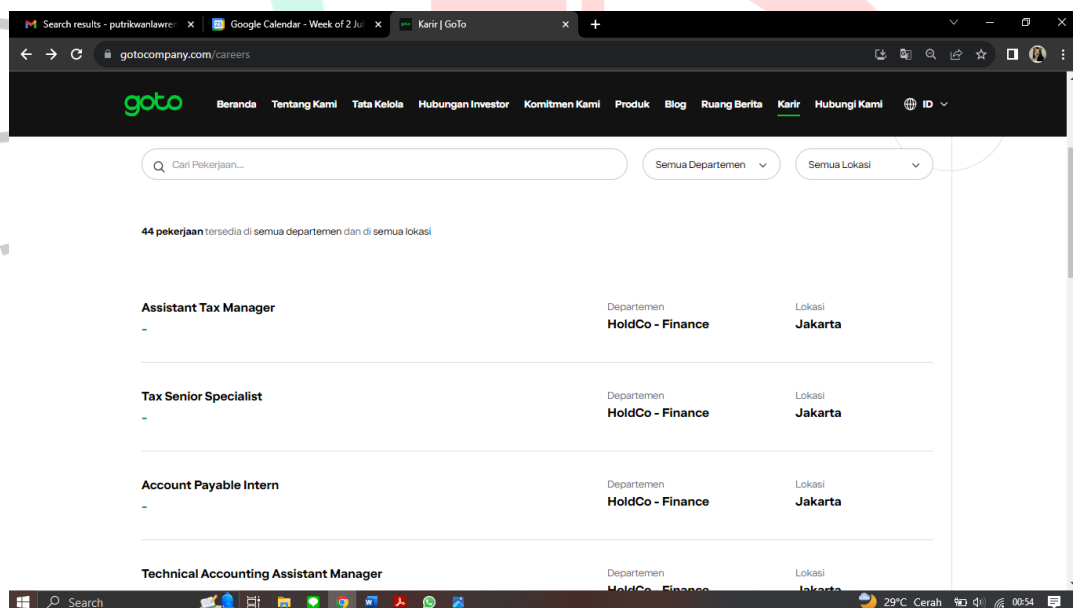 Search results - putrikwanlawren
Google Calendar - Week of 2 Jul
Karir | GoTo
gotocompany.com/careers
goto
Beranda Tentang Kami Tata Kelola Hubungan Investor Komitmen Kami Produk Blog Ruang Berita Karir Hubungi Kami ID
Cari Pekerjaan... Semua Departemen Semua Lokasi
44 pekerjaan tersedia di semua departemen dan di semua lokasi
Departemen Lokasi
Assistant Tax Manager HoldCo - Finance Jakarta
-
Departemen Lokasi
Tax Senior Specialist HoldCo - Finance Jakarta
-
Departemen Lokasi
Account Payable Intern HoldCo - Finance Jakarta
-
Technical Accounting Assistant Manager Departemen Lokasi
HoldCo - Finance Jakarta
Search 29°C Cerah 00:54